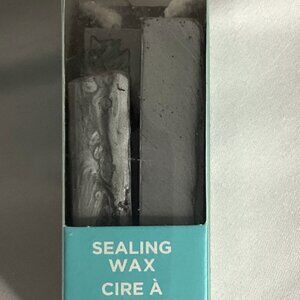 SEALING
WAX
CIRE À